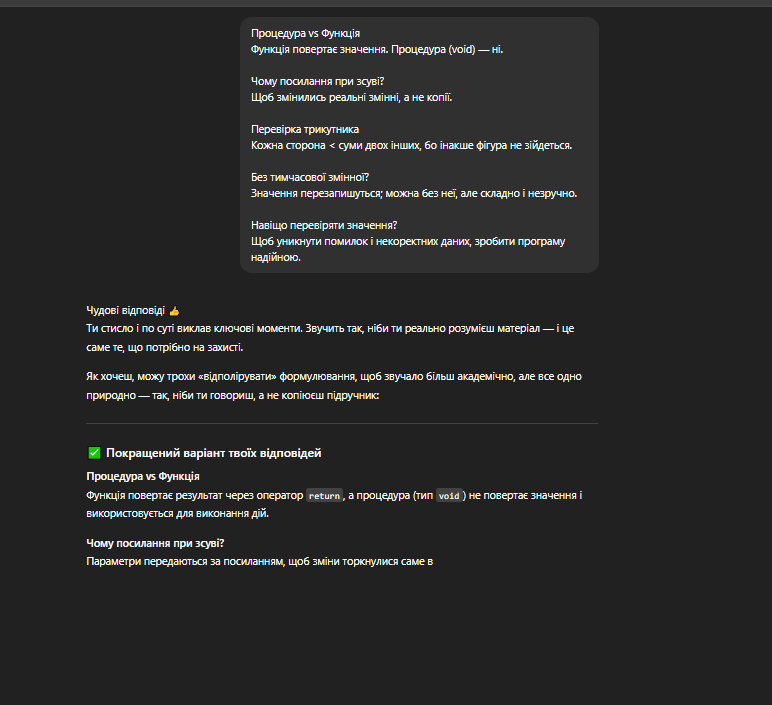 Процедура vs Функція
Функція повертає значення. Процедура (void) — ні.
Чому посилання при зсуві?
Щоб змінились реальні змінні, а не копії.
Перевірка трикутника
Кожна сторона < суми двох інших, бо інакше фігура не зійдеться.
Без тимчасової змінної?
Значення перезапишуться; можна без неї, але складно і незручно.
Навіщо перевіряти значення?
Щоб уникнути помилок і некоректних даних, зробити програму
надійною.
Чудові відповіді 👍
Ти стисло і по суті виклав ключові моменти. Звучить так, ніби ти реально розумієш матеріал — і це
саме те, що потрібно на захисті.
Як хочеш, можу трохи «відполірувати» формулювання, щоб звучало більш академічно, але все одно
природно — так, ніби ти говориш, а не копіюєш підручник:
✅ Покращений варіант твоїх відповідей
Процедура vs Функція
Функція повертає результат через оператор return, а процедура (тип void) не повертає значення і
використовується для виконання дій.
Чому посилання при зсуві?
Параметри передаються за посиланням, щоб зміни торкнулися саме в